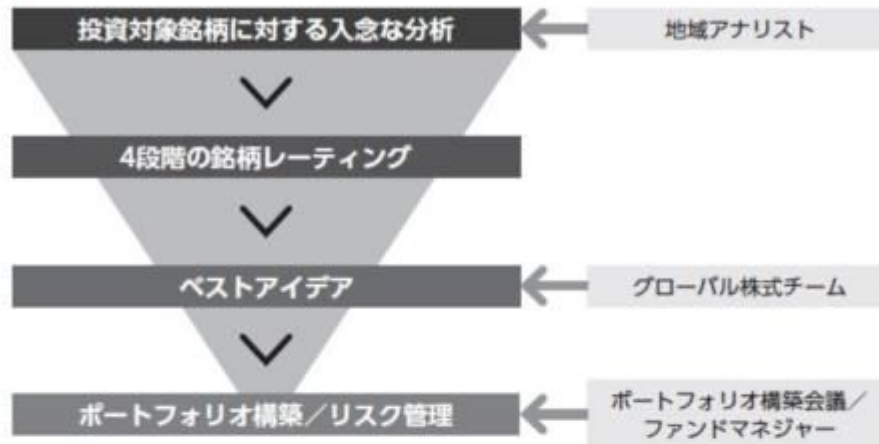 投資対象銘柄に対する入念な分析
地域アナリスト
4段階の銘柄レーティング
ベストアイデア
グローバル株式チーム
ポートフォリオ構築／リスク管理
ポートフォリオ構築会議／
ファンドマネジャー